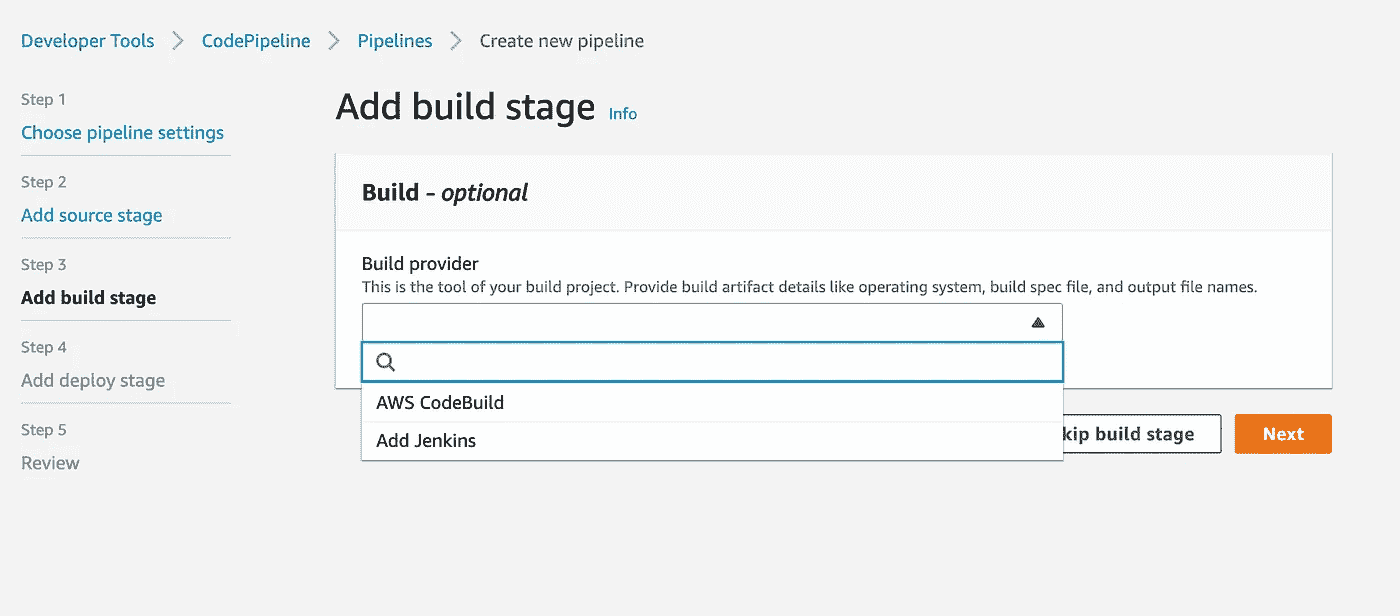 Developer Tools > CodePipeline > Pipelines > Create new pipeline
Step 1
Choose pipeline settings
Step 2
Add source stage
Step 3
Add build stage
Step 4
Add deploy stage
Step 5
Review
Add build stage Info
Build - optional
Build provider
This is the tool of your build project. Provide build artifact details like operating system, build spec file, and output file names.
AWS CodeBuild
Add Jenkins
kip build stage
Next